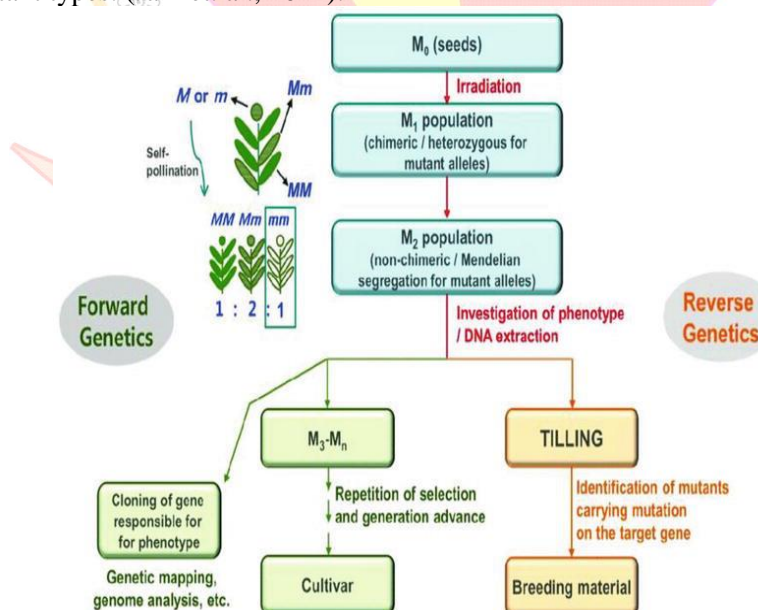 M₀ (seeds)
Irradiation
M or m
Mm
MM
Self-
pollination
M₁ population
(chimeric / heterozygous for
mutant alleles)
MM Mm mm
1 : 2 : 1
M₂ population
(non-chimeric / Mendelian
segregation for mutant alleles)
Forward
Genetics
Reverse
Genetics
Investigation of phenotype
/ DNA extraction
M₃-Mₙ
TILLING
Cloning of gene
responsible for
for phenotype
Repetition of selection
and generation advance
Identification of mutants
carrying mutation
on the target gene
Genetic mapping,
genome analysis, etc.
Cultivar
Breeding material